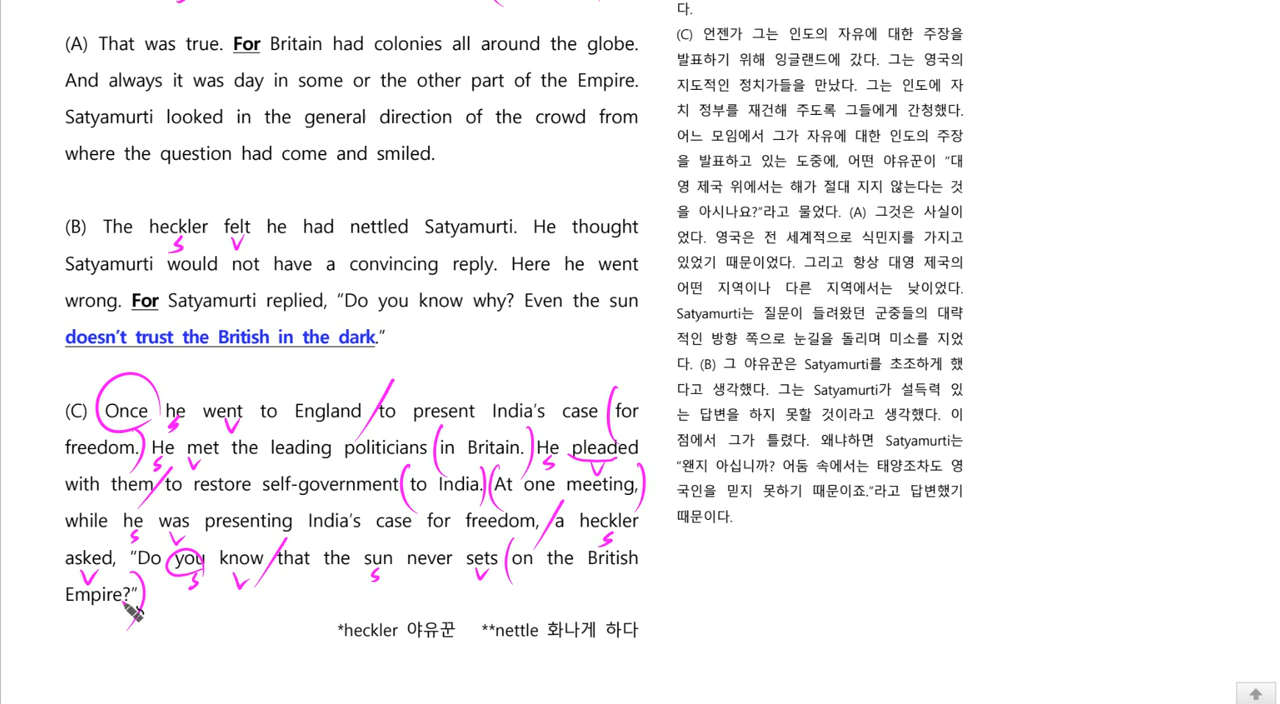 (A) That was true. For Britain had colonies all around the globe.
And always it was day in some or the other part of the Empire.
Satyamurti looked in the general direction of the crowd from
where the question had come and smiled.
(B) The heckler felt he had nettled Satyamurti. He thought
Satyamurti would not have a convincing reply. Here he went
wrong. For Satyamurti replied, “Do you know why? Even the sun
doesn’t trust the British in the dark.”
(C) Once he went to England to present India’s case for
freedom. He met the leading politicians in Britain. He pleaded
with them to restore self-government to India. At one meeting,
while he was presenting India’s case for freedom, a heckler
asked, “Do you know that the sun never sets on the British
Empire?”
*heckler 야유꾼 **nettle 화나게 하다
다.
(C) 언젠가 그는 인도의 자유에 대한 주장을
발표하기 위해 잉글랜드에 갔다. 그는 영국의
지도적인 정치가들을 만났다. 그는 인도에 자
치 정부를 재건해 주도록 그들에게 간청했다.
어느 모임에서 그가 자유에 대한 인도의 주장
을 발표하고 있는 도중에, 어떤 야유꾼이 “대
영 제국 위에서는 해가 절대 지지 않는다는 것
을 아시나요?”라고 물었다. (A) 그것은 사실이
었다. 영국은 전 세계적으로 식민지를 가지고
있었기 때문이었다. 그리고 항상 대영 제국의
어떤 지역이나 다른 지역에서는 낮이었다.
Satyamurti는 질문이 들려왔던 군중들의 대략
적인 방향 쪽으로 눈길을 돌리며 미소를 지었
다. (B) 그 야유꾼은 Satyamurti를 초조하게 했
다고 생각했다. 그는 Satyamurti가 설득력 있
는 답변을 하지 못할 것이라고 생각했다. 이
점에서 그가 틀렸다. 왜냐하면 Satyamurti는
“왠지 아십니까? 어둠 속에서는 태양조차도 영
국인을 믿지 못하기 때문이죠.”라고 답변했기
때문이다.
s v
s v
s v s v
s v s
v s v s v